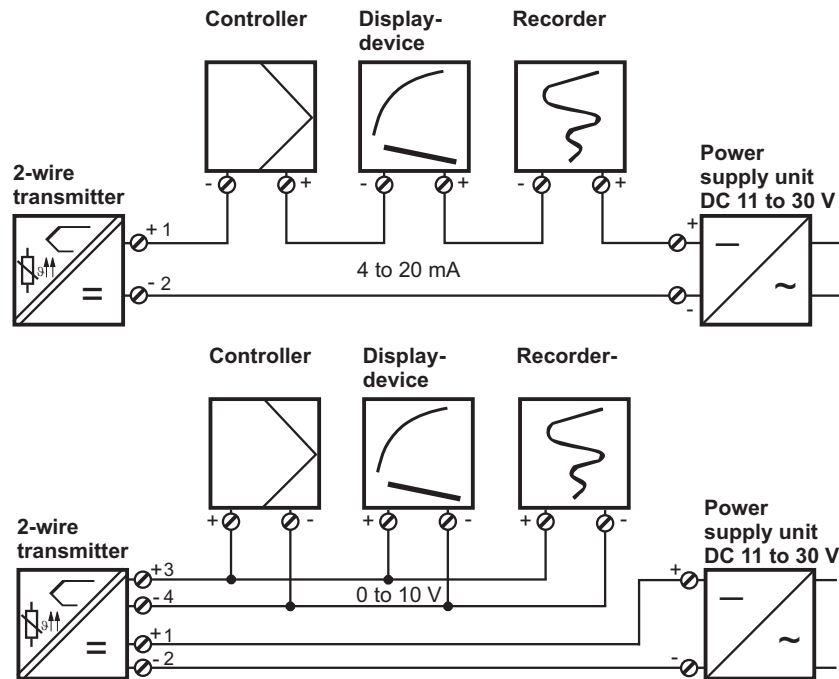 Controller
Display-
device
Recorder
2-wire
transmitter
Power
supply unit
DC 11 to 30 V
- + - + - +
+ 1
ϑ
=
- 2
4 to 20 mA
+
-
—
~
Controller
Display-
device
Recorder-
2-wire
transmitter
Power
supply unit
DC 11 to 30 V
+ - + - + -
+3
- 4
0 to 10 V
ϑ
=
+1
- 2
+
-
—
~